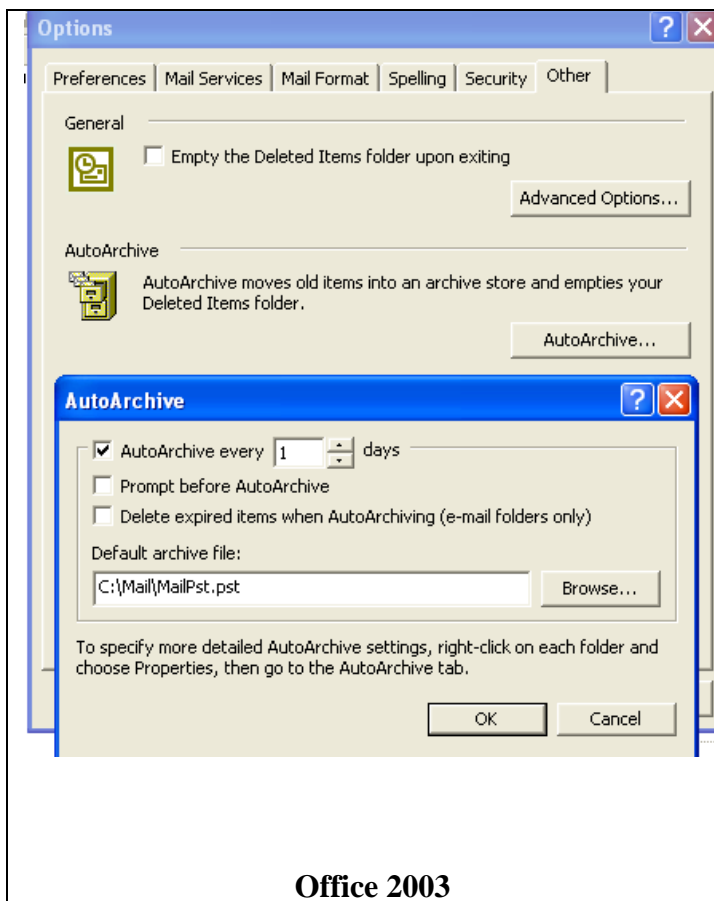 Options
Preferences Mail Services Mail Format Spelling Security Other
General
Empty the Deleted Items folder upon exiting
Advanced Options...
AutoArchive
AutoArchive moves old items into an archive store and empties your
Deleted Items folder.
AutoArchive...
AutoArchive
AutoArchive every 1 days
Prompt before AutoArchive
Delete expired items when AutoArchiving (e-mail folders only)
Default archive file:
C:\Mail\MailPst.pst Browse...
To specify more detailed AutoArchive settings, right-click on each folder and
choose Properties, then go to the AutoArchive tab.
OK Cancel
Office 2003